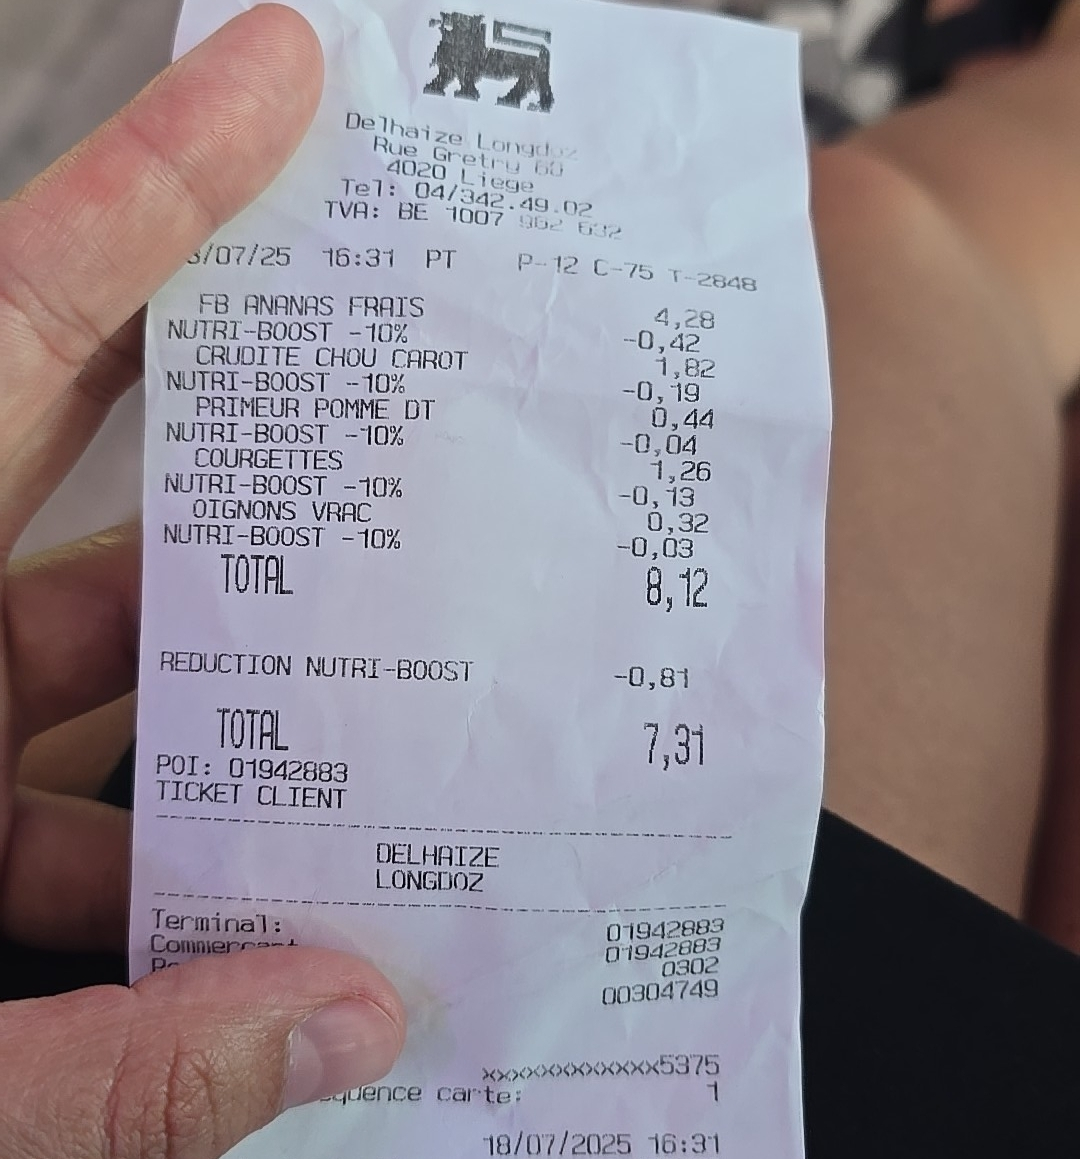 Delhaize Longdoz
Rue Gretry 60
4020 Liege
Tel: 04/342.49.02
TVA: BE 1007 962 632
/07/25 16:31 PT P-12 C-75 T-2848
FB ANANAS FRAIS 4,28
NUTRI-BOOST -10% -0,42
CRUDITE CHOU CAROT 1,82
NUTRI-BOOST -10% -0,19
PRIMEUR POMME DT 0,44
NUTRI-BOOST -10% -0,04
COURGETTES 1,26
NUTRI-BOOST -10% -0,13
OIGNONS VRAC 0,32
NUTRI-BOOST -10% -0,03
TOTAL 8,12
REDUCTION NUTRI-BOOST -0,81
TOTAL 7,31
POI: 01942883
TICKET CLIENT
DELHAIZE
LONGDOZ
Terminal: 01942883
01942883
0302
00304749
xxxxxxxxxxxxx5375
carte: 1
18/07/2025 16:31